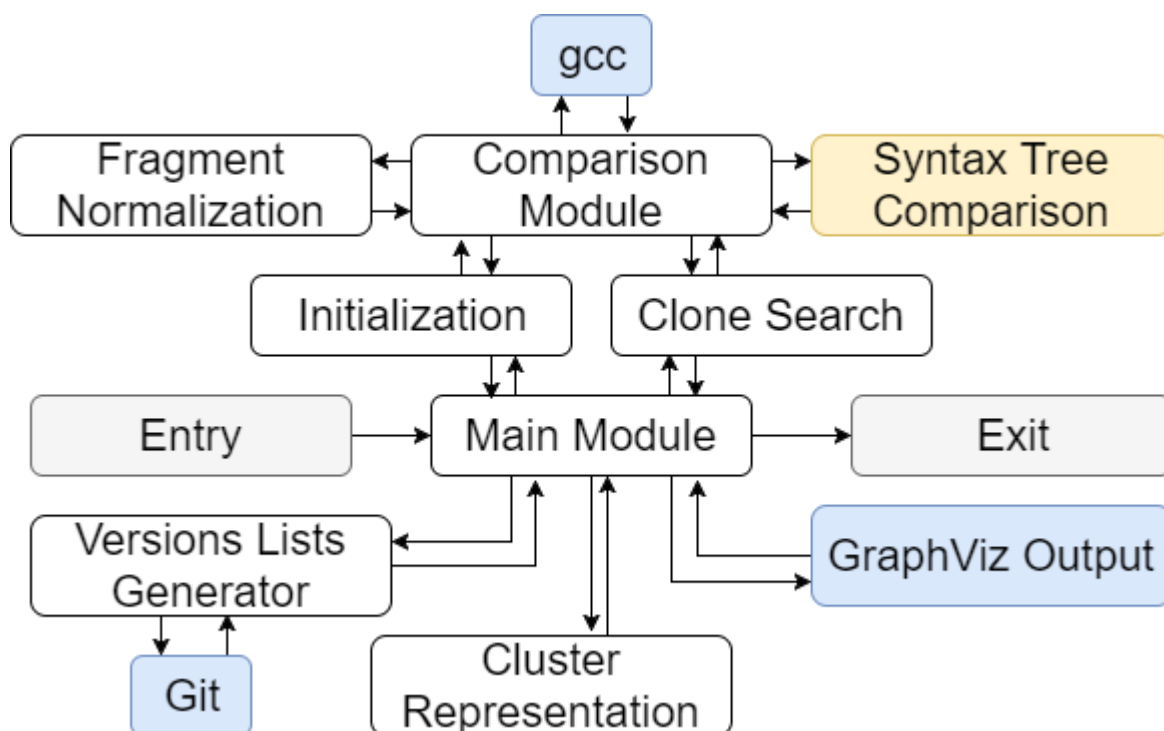 gcc
Fragment
Normalization
Comparison
Module
Syntax Tree
Comparison
Initialization
Clone Search
Entry
Main Module
Exit
Versions Lists
Generator
GraphViz Output
Git
Cluster
Representation